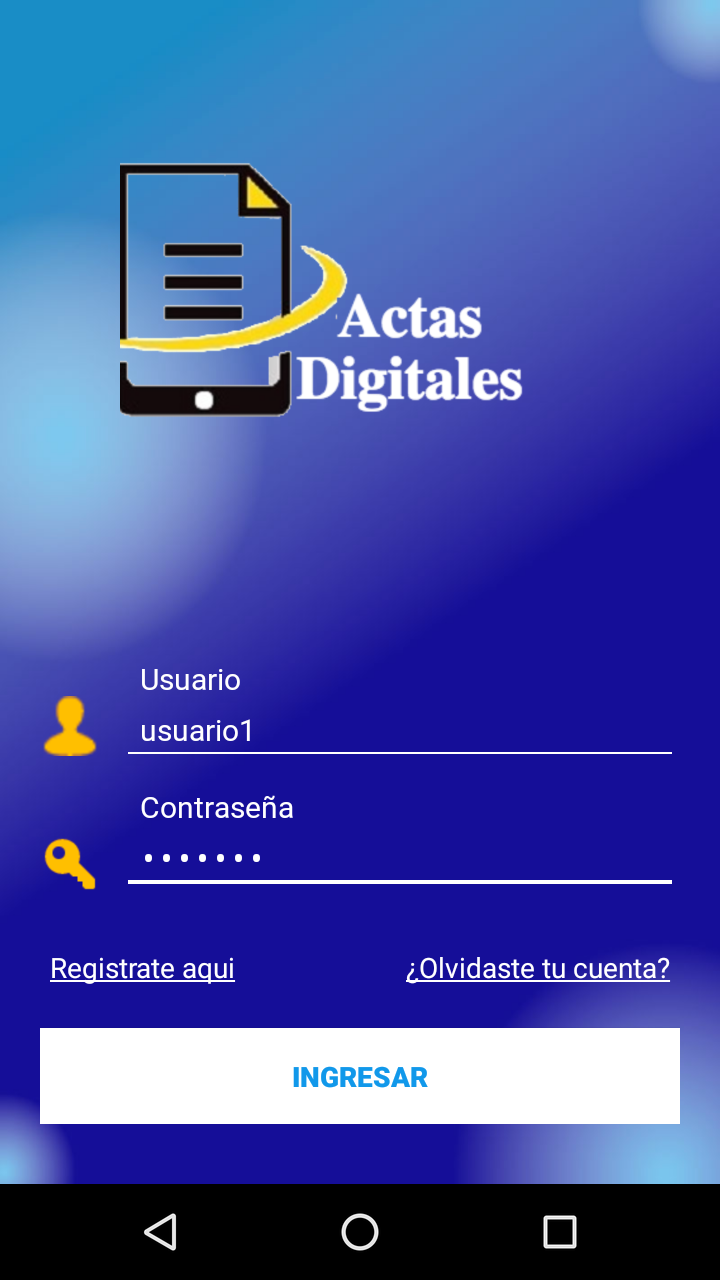 Actas
Digitales
Usuario
usuario1
Contraseña
•••••••
Registrate aqui
¿Olvidaste tu cuenta?
INGRESAR